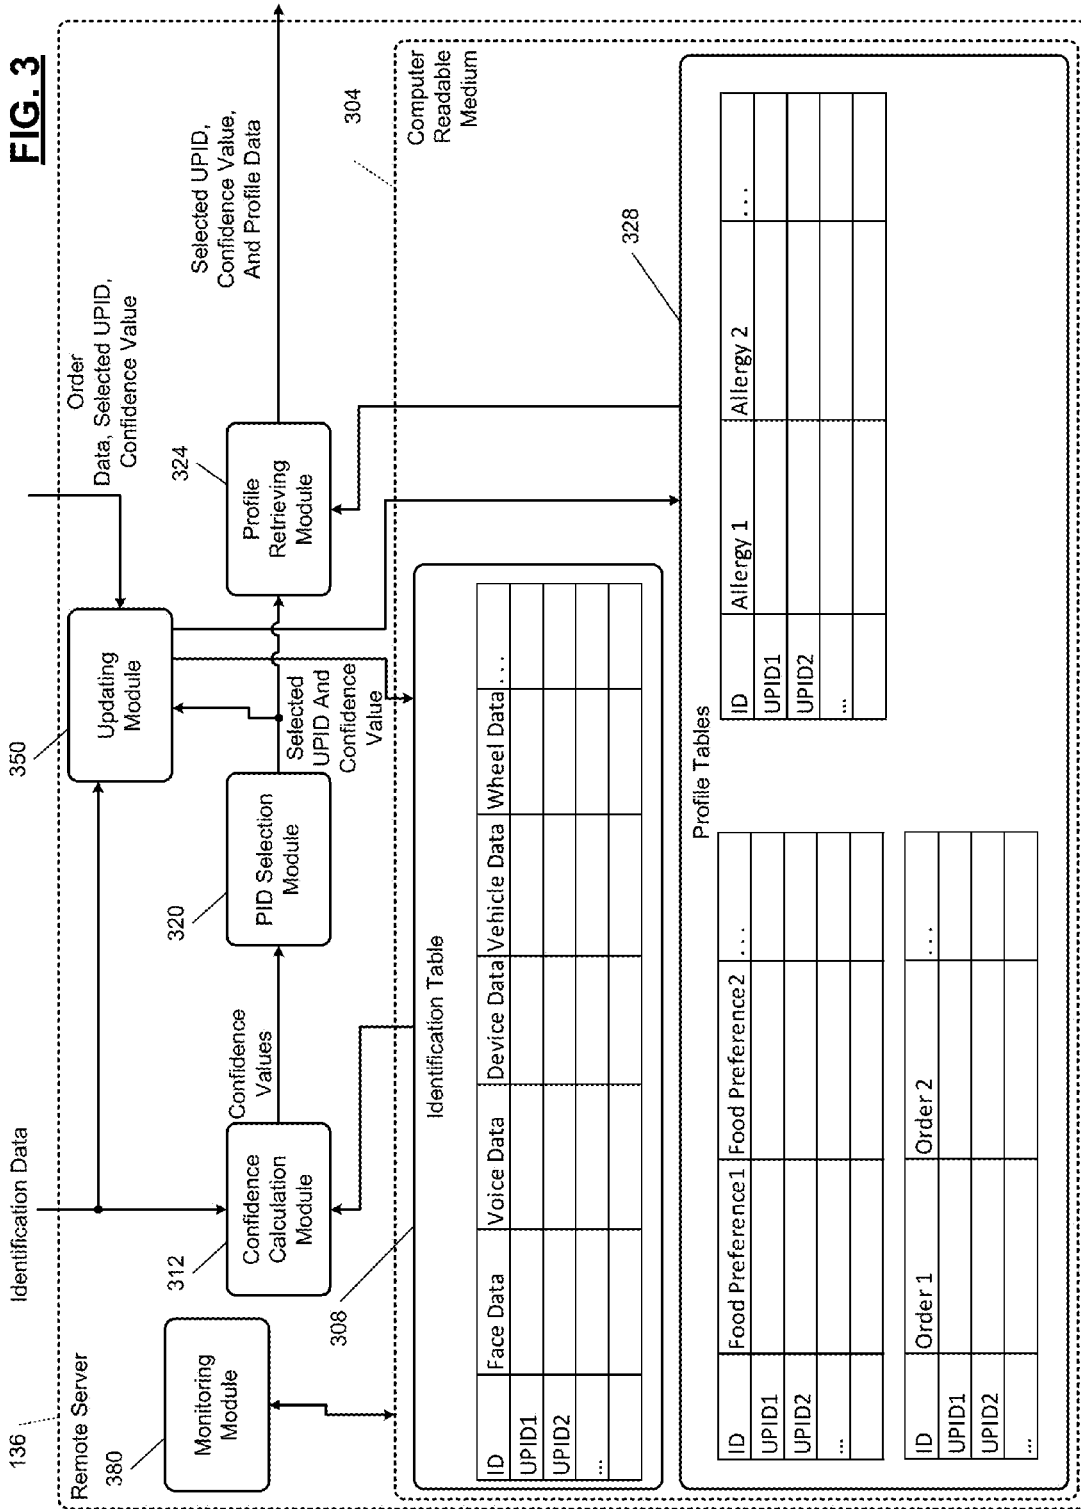 FIG. 3
136
Remote Server
Identification Data
Order
Data, Selected UPID,
Confidence Value
380
Monitoring
Module
312
Confidence
Calculation
Module
Confidence
Values
320
PID Selection
Module
350
Updating
Module
Selected
UPID And
Confidence
Value
324
Profile
Retrieving
Module
Selected UPID,
Confidence Value,
And Profile Data
304
Computer
Readable
Medium
308
Identification Table
ID Face Data Voice Data Device Data Vehicle Data Wheel Data ...
UPID1
UPID2
...
328
Profile Tables
ID Food Preference1 Food Preference2 ...
UPID1
UPID2
...
ID Allergy 1 Allergy 2 ...
UPID1
UPID2
...
ID Order 1 Order 2 ...
UPID1
UPID2
...